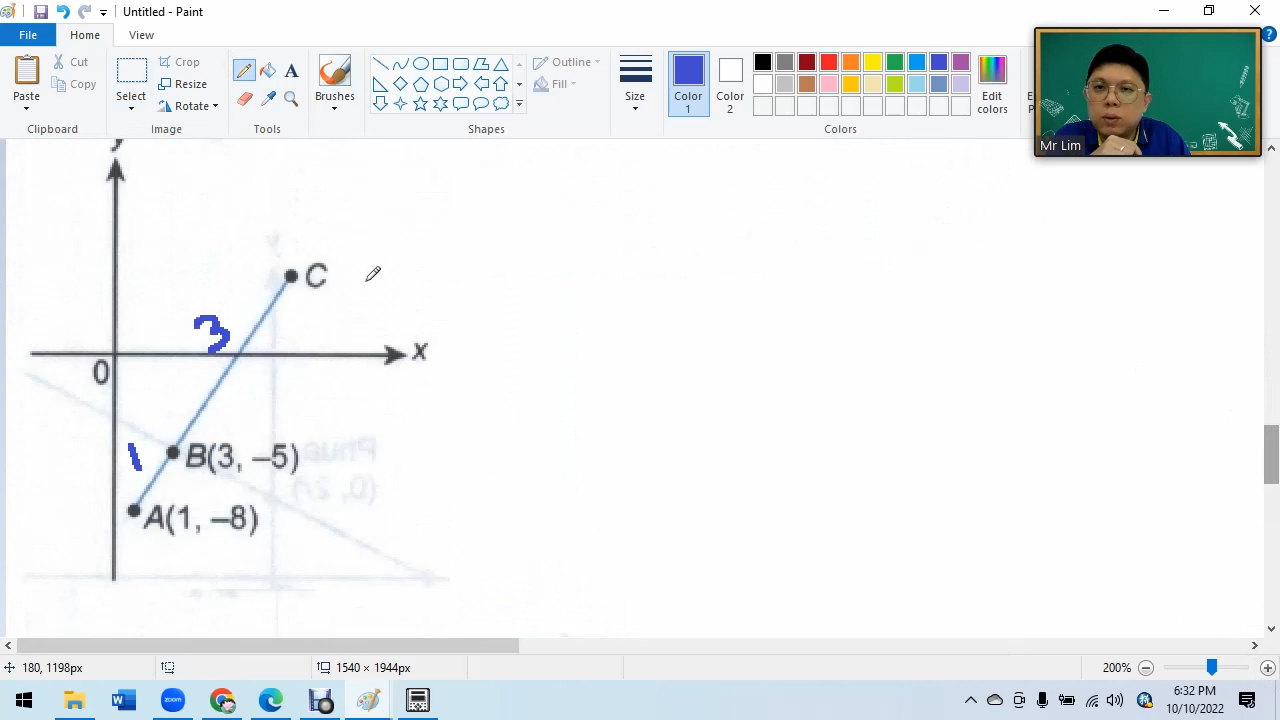 Untitled - Paint
File Home View
Paste
Cut
Copy
Clipboard
Select
Crop
Resize
Rotate
Image
A
Tools
Brushes
Outline
Fill
Shapes
Size
Color 1
Color 2
Edit colors
Colors
Mr Lim
y
C
3
x
0
1
B(3, –5)
A(1, –8)
180, 1198px
1540 × 1944px
200%
zoom
6:32 PM
10/10/2022